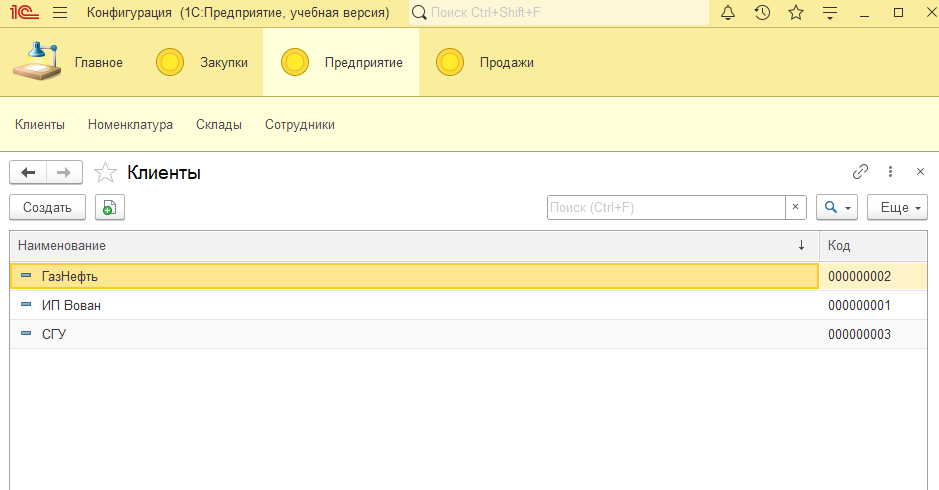 1С Конфигурация (1С:Предприятие, учебная версия) Поиск Ctrl+Shift+F
Главное Закупки Предприятие Продажи
Клиенты Номенклатура Склады Сотрудники
Клиенты
Создать Поиск (Ctrl+F) × Еще
Наименование ↓ Код
ГазНефть 000000002
ИП Вован 000000001
СГУ 000000003